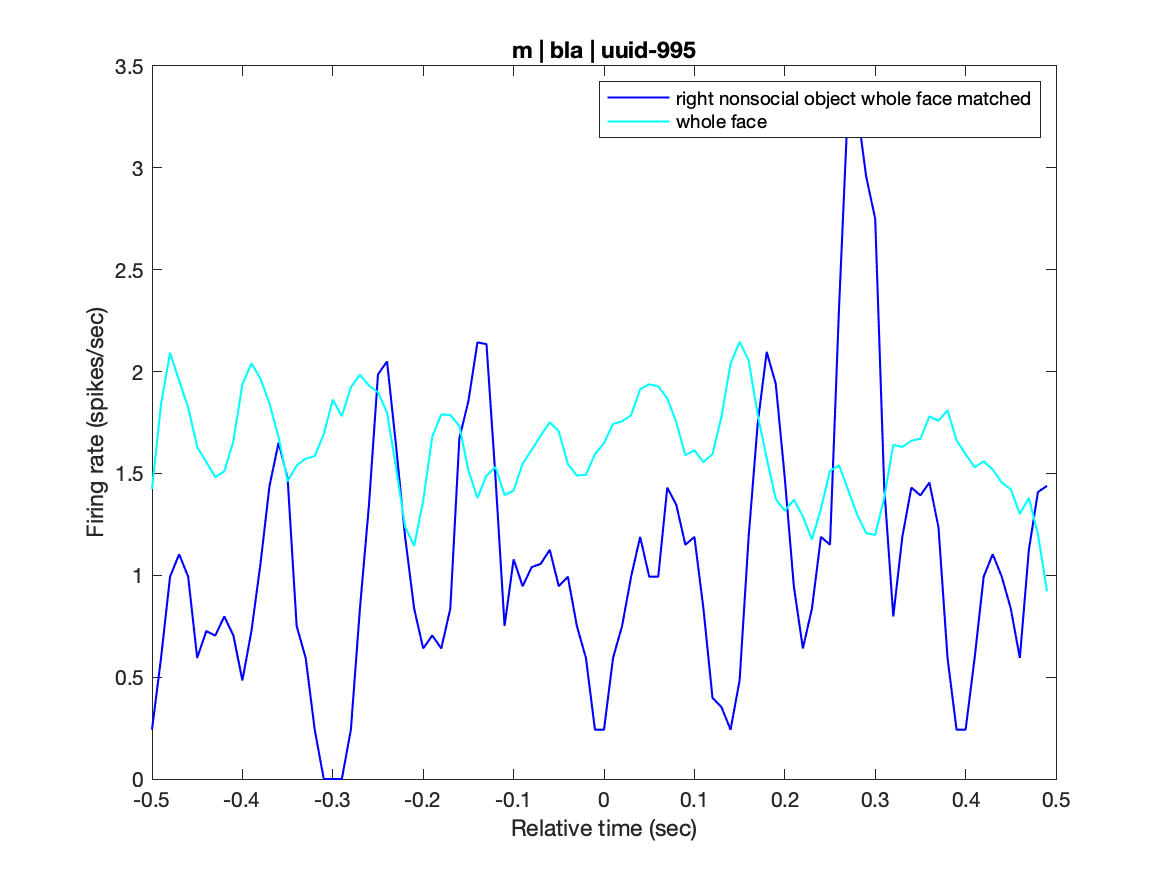 m | bla | uuid-995
3.5
3
2.5
2
1.5
1
0.5
0
Firing rate (spikes/sec)
right nonsocial object whole face matched
whole face
-0.5 -0.4 -0.3 -0.2 -0.1 0 0.1 0.2 0.3 0.4 0.5
Relative time (sec)